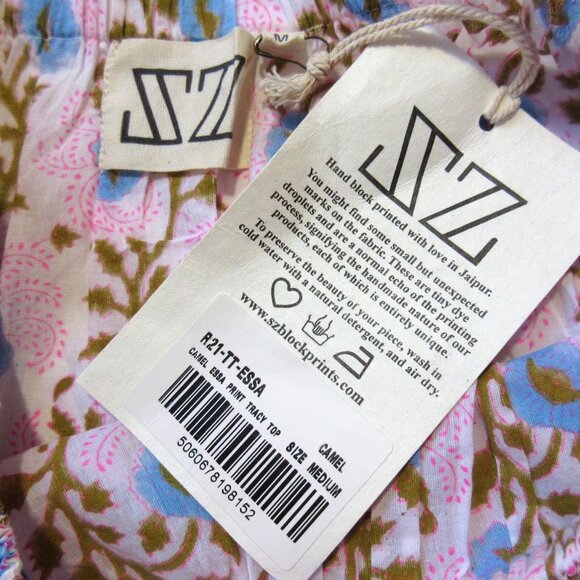 SZ
M
SZ
Hand block printed with love in Jaipur.
You might find some small but unexpected
marks on the fabric. These are tiny dye
droplets and are a normal echo of the printing
process, signifying the handmade nature of our
products, each of which is entirely unique.
To preserve the beauty of your piece, wash in
cold water with a natural detergent, and air dry.
www.szblockprints.com
R21-TT-ESSA
CAMEL ESSA PRINT TRACY TOP
CAMEL
SIZE MEDIUM
5060678198152